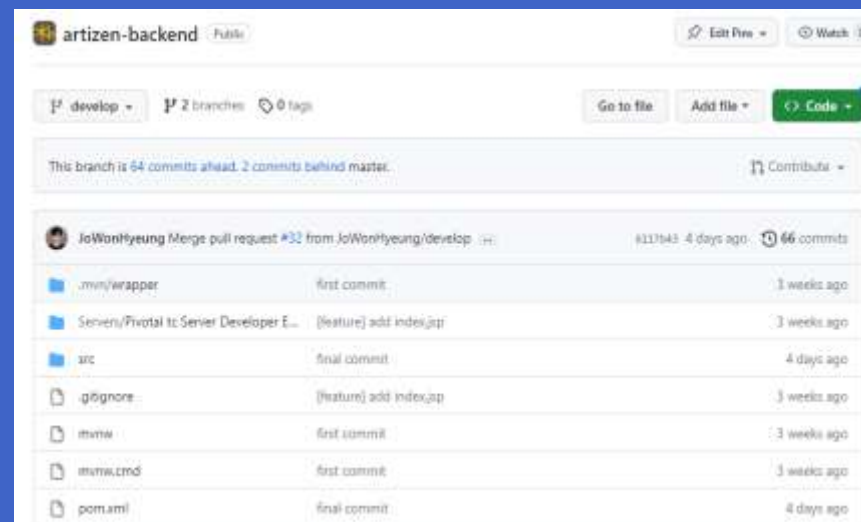 artizen-backend Public Edit Pins Watch
develop 2 branches 0 tags Go to file Add file Code
This branch is 64 commits ahead, 2 commits behind master. Contribute
JoWonHyeung Merge pull request #32 from JoWonHyeung/develop ... 4 days ago 66 commits
.mvn/wrapper first commit 3 weeks ago
Servers/Pivotal tc Server Developer E... [feature] add index.jsp 3 weeks ago
src final commit 4 days ago
.gitignore [feature] add index.jsp 3 weeks ago
mvnw first commit 3 weeks ago
mvnw.cmd first commit 3 weeks ago
pom.xml final commit 4 days ago